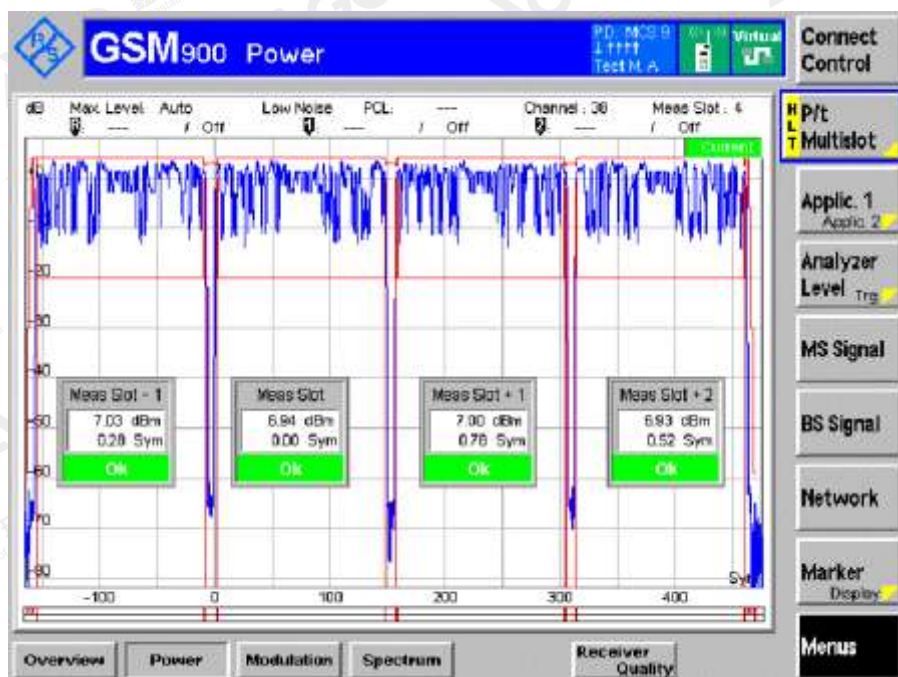 R&S GSM900 Power
PD: MCS 9
Test M. A
Virtual
Connect
Control
dB Max. Level: Auto Low Noise PCL: --- Channel : 38 Meas Slot : 4
--- / Off 1 --- / Off 2 --- / Off
Current
H
L
T
P/t
Multislot
Applic. 1
Applic. 2
Analyzer
Level Trg
MS Signal
BS Signal
Network
Marker
Display
Menus
-20
-30
-40
-50
-60
-70
-80
Meas Slot - 1
7.03 dBm
0.28 Sym
Ok
Meas Slot
6.94 dBm
0.00 Sym
Ok
Meas Slot + 1
7.00 dBm
0.78 Sym
Ok
Meas Slot + 2
6.93 dBm
0.52 Sym
Ok
-100 0 100 200 300 400
Overview Power Modulation Spectrum Receiver
Quality